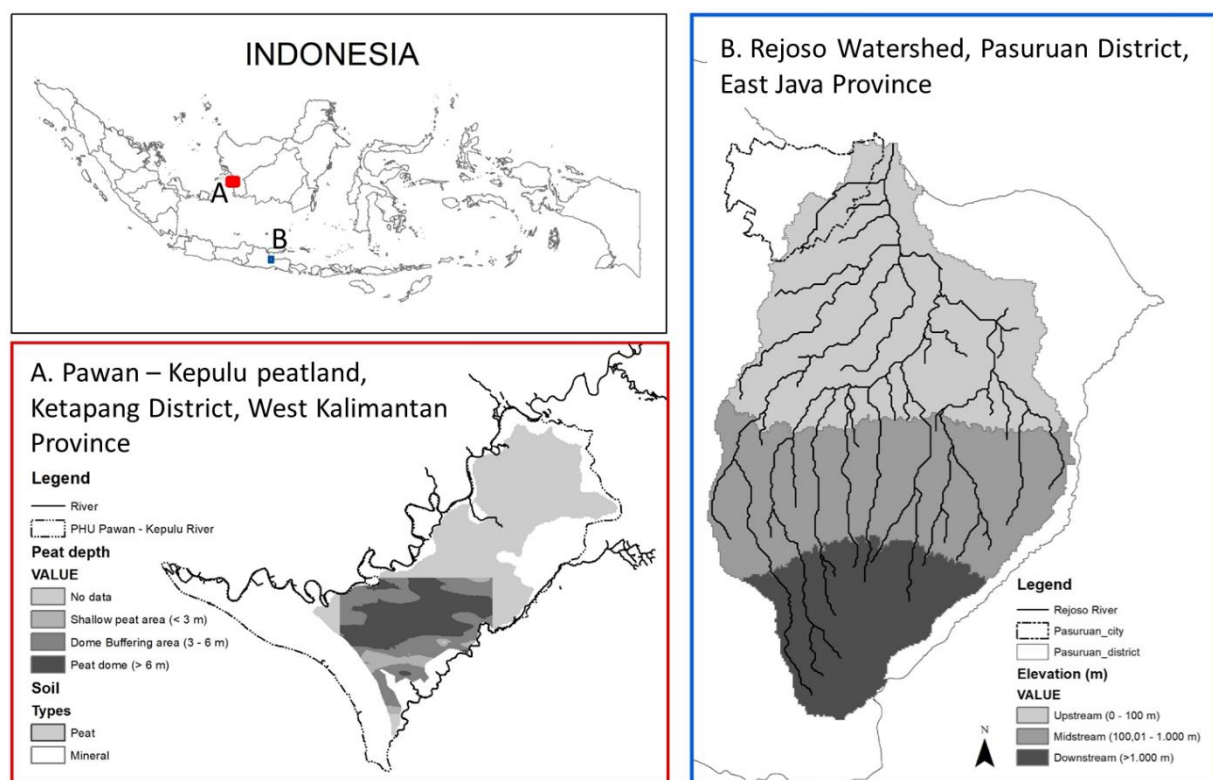 INDONESIA
A
B
A. Pawan – Kepulu peatland,
Ketapang District, West Kalimantan
Province
Legend
River
PHU Pawan - Kepulu River
Peat depth
VALUE
No data
Shallow peat area (< 3 m)
Dome Buffering area (3 - 6 m)
Peat dome (> 6 m)
Soil
Types
Peat
Mineral
B. Rejoso Watershed, Pasuruan District,
East Java Province
Legend
Rejoso River
Pasuruan_city
Pasuruan_district
Elevation (m)
VALUE
Upstream (0 - 100 m)
Midstream (100,01 - 1.000 m)
Downstream (>1.000 m)
N